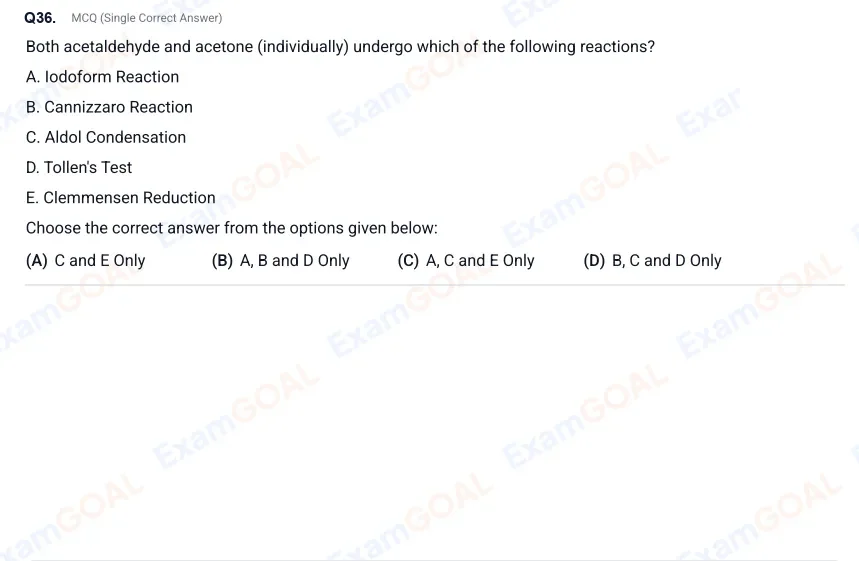 Q36. MCQ (Single Correct Answer)
Both acetaldehyde and acetone (individually) undergo which of the following reactions?
A. Iodoform Reaction
B. Cannizzaro Reaction
C. Aldol Condensation
D. Tollen's Test
E. Clemmensen Reduction
Choose the correct answer from the options given below:
(A) C and E Only (B) A, B and D Only (C) A, C and E Only (D) B, C and D Only
ExamGOAL